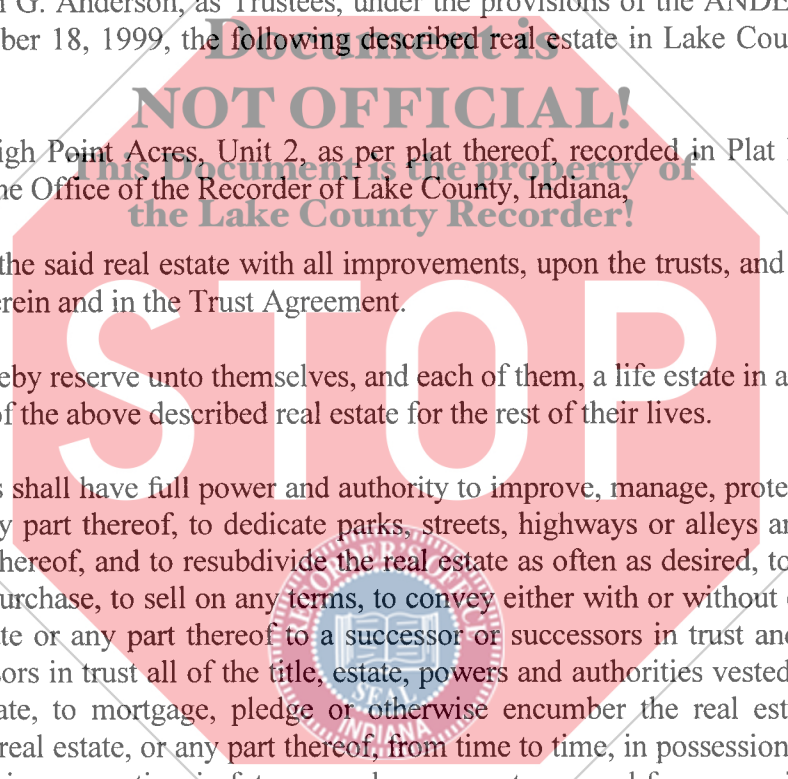 G. Anderson, as Trustees, under the provisions of the ANDE
ber 18, 1999, the following described real estate in Lake Cou
Document is
NOT OFFICIAL!
This Document is the property of
the Lake County Recorder!
igh Point Acres, Unit 2, as per plat thereof, recorded in Plat
he Office of the Recorder of Lake County, Indiana,
the said real estate with all improvements, upon the trusts, and
erein and in the Trust Agreement.
STOP
eby reserve unto themselves, and each of them, a life estate in a
of the above described real estate for the rest of their lives.
s shall have full power and authority to improve, manage, prote
y part thereof, to dedicate parks, streets, highways or alleys an
hereof, and to resubdivide the real estate as often as desired, to
urchase, to sell on any terms, to convey either with or without
te or any part thereof to a successor or successors in trust and
sors in trust all of the title, estate, powers and authorities vested
ate, to mortgage, pledge or otherwise encumber the real est
real estate, or any part thereof, from time to time, in possession
SEAL
INDIANA